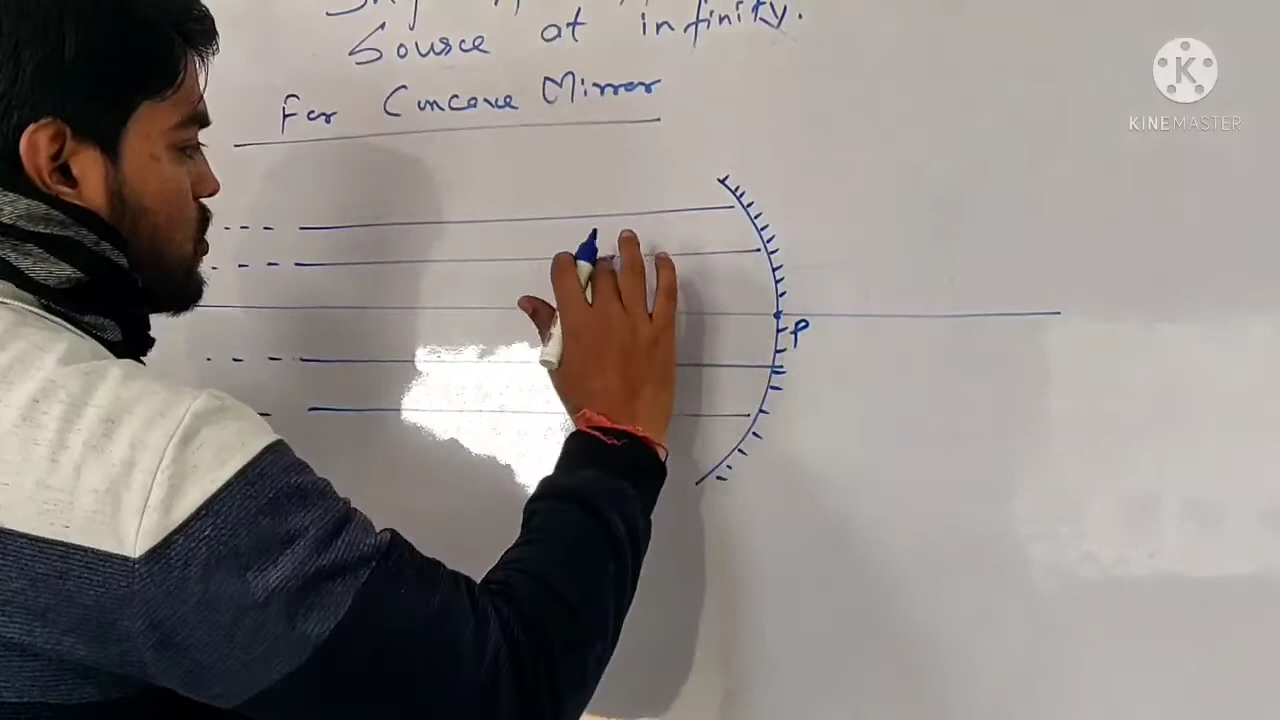 Source at infinity.
For Concave Mirror
P
K
KINEMASTER